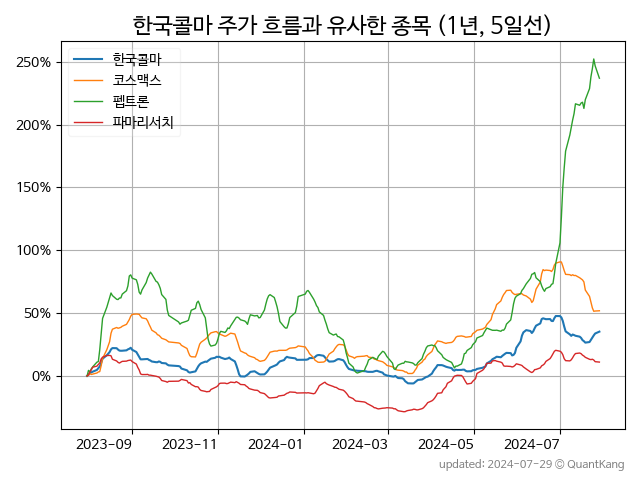 한국콜마 주가 흐름과 유사한 종목 (1년, 5일선)
250%
200%
150%
100%
50%
0%
한국콜마
코스맥스
펩트론
파마리서치
2023-09 2023-11 2024-01 2024-03 2024-05 2024-07
updated: 2024-07-29 © QuantKang